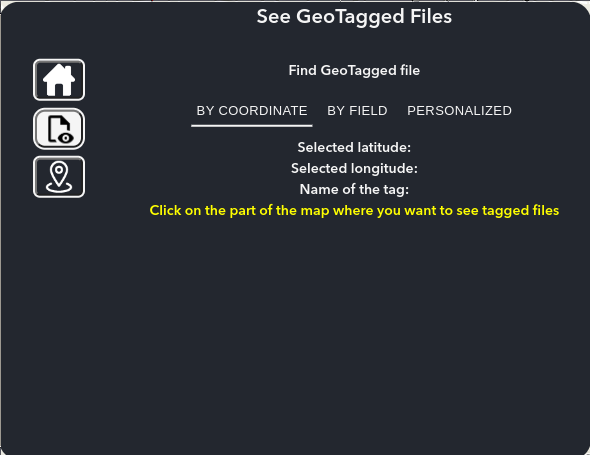 See GeoTagged Files
Find GeoTagged file
BY COORDINATE BY FIELD PERSONALIZED
Selected latitude:
Selected longitude:
Name of the tag:
Click on the part of the map where you want to see tagged files